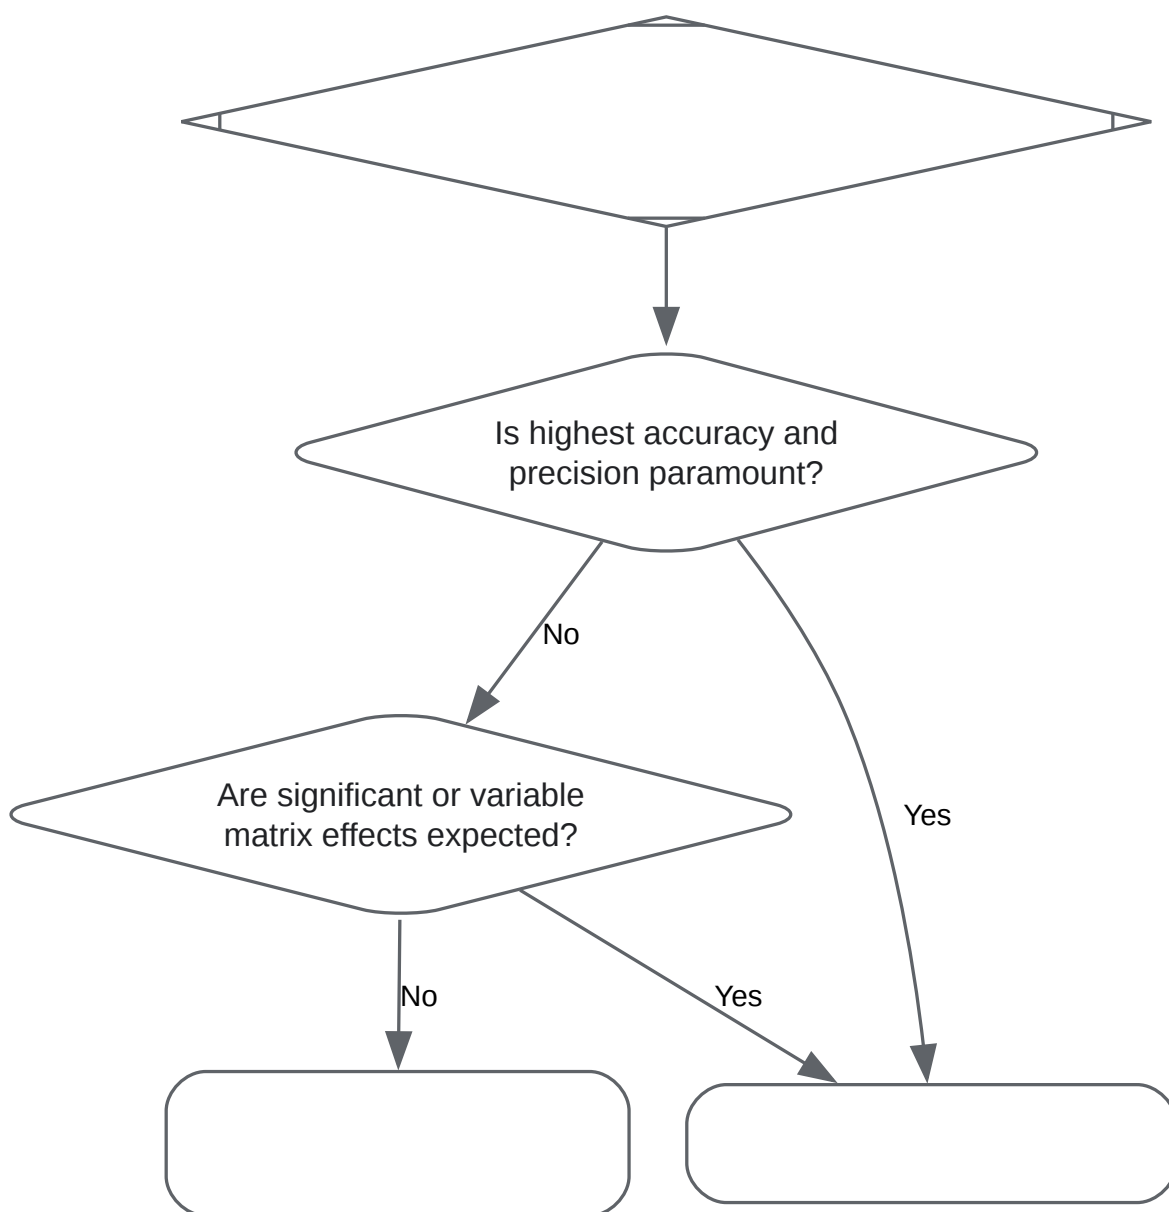 Is highest accuracy and
precision paramount?
No
Are significant or variable
matrix effects expected?
Yes
No
Yes